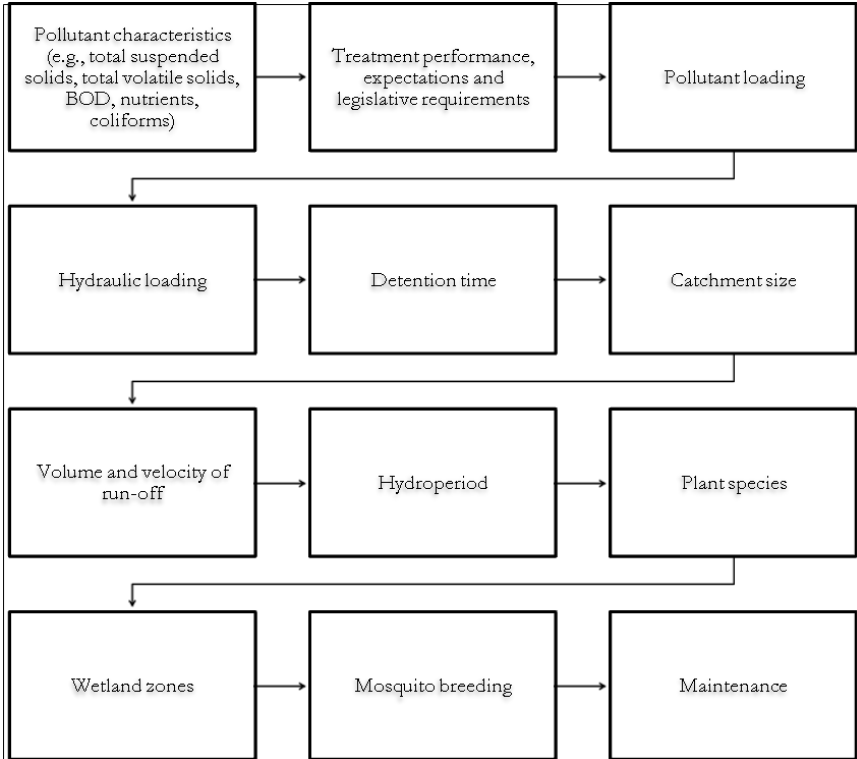 Pollutant characteristics
(e.g., total suspended
solids, total volatile solids,
BOD, nutrients,
coliforms)
Treatment performance,
expectations and
legislative requirements
Pollutant loading
Hydraulic loading
Detention time
Catchment size
Volume and velocity of
run-off
Hydroperiod
Plant species
Wetland zones
Mosquito breeding
Maintenance